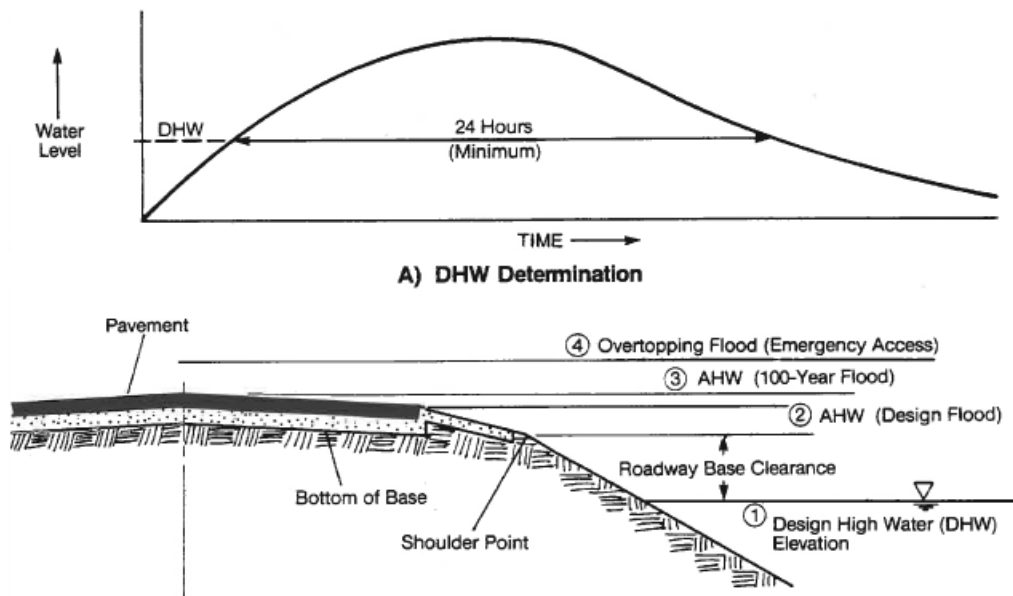 Water
Level
DHW
24 Hours
(Minimum)
TIME
A) DHW Determination
Pavement
④ Overtopping Flood (Emergency Access)
③ AHW (100-Year Flood)
② AHW (Design Flood)
Roadway Base Clearance
Bottom of Base
Shoulder Point
① Design High Water (DHW)
Elevation